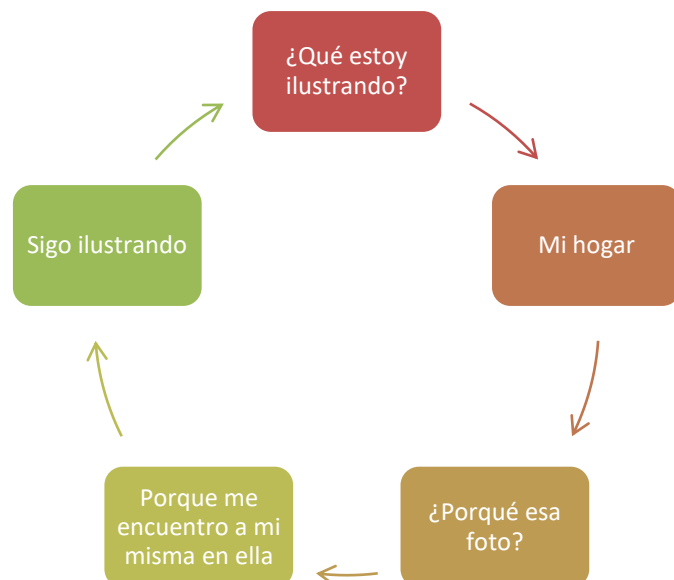 ¿Qué estoy
ilustrando?
Mi hogar
¿Porqué esa
foto?
Porque me
encuentro a mi
misma en ella
Sigo ilustrando